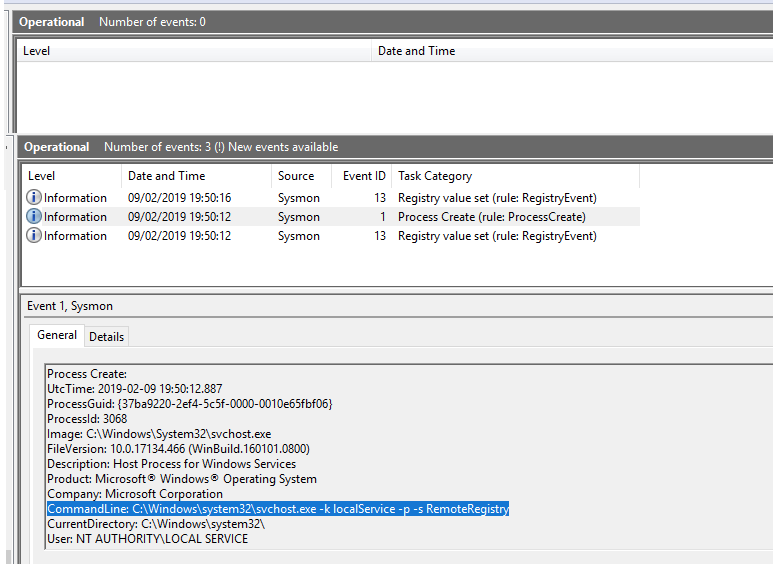 Operational Number of events: 0
Level Date and Time
Operational Number of events: 3 (!) New events available
Level Date and Time Source Event ID Task Category
Information 09/02/2019 19:50:16 Sysmon 13 Registry value set (rule: RegistryEvent)
Information 09/02/2019 19:50:12 Sysmon 1 Process Create (rule: ProcessCreate)
Information 09/02/2019 19:50:12 Sysmon 13 Registry value set (rule: RegistryEvent)
Event 1, Sysmon
General Details
Process Create:
UtcTime: 2019-02-09 19:50:12.887
ProcessGuid: {37ba9220-2ef4-5c5f-0000-0010e65fbf06}
ProcessId: 3068
Image: C:\Windows\System32\svchost.exe
FileVersion: 10.0.17134.466 (WinBuild.160101.0800)
Description: Host Process for Windows Services
Product: Microsoft® Windows® Operating System
Company: Microsoft Corporation
CommandLine: C:\Windows\system32\svchost.exe -k localService -p -s RemoteRegistry
CurrentDirectory: C:\Windows\system32\
User: NT AUTHORITY\LOCAL SERVICE